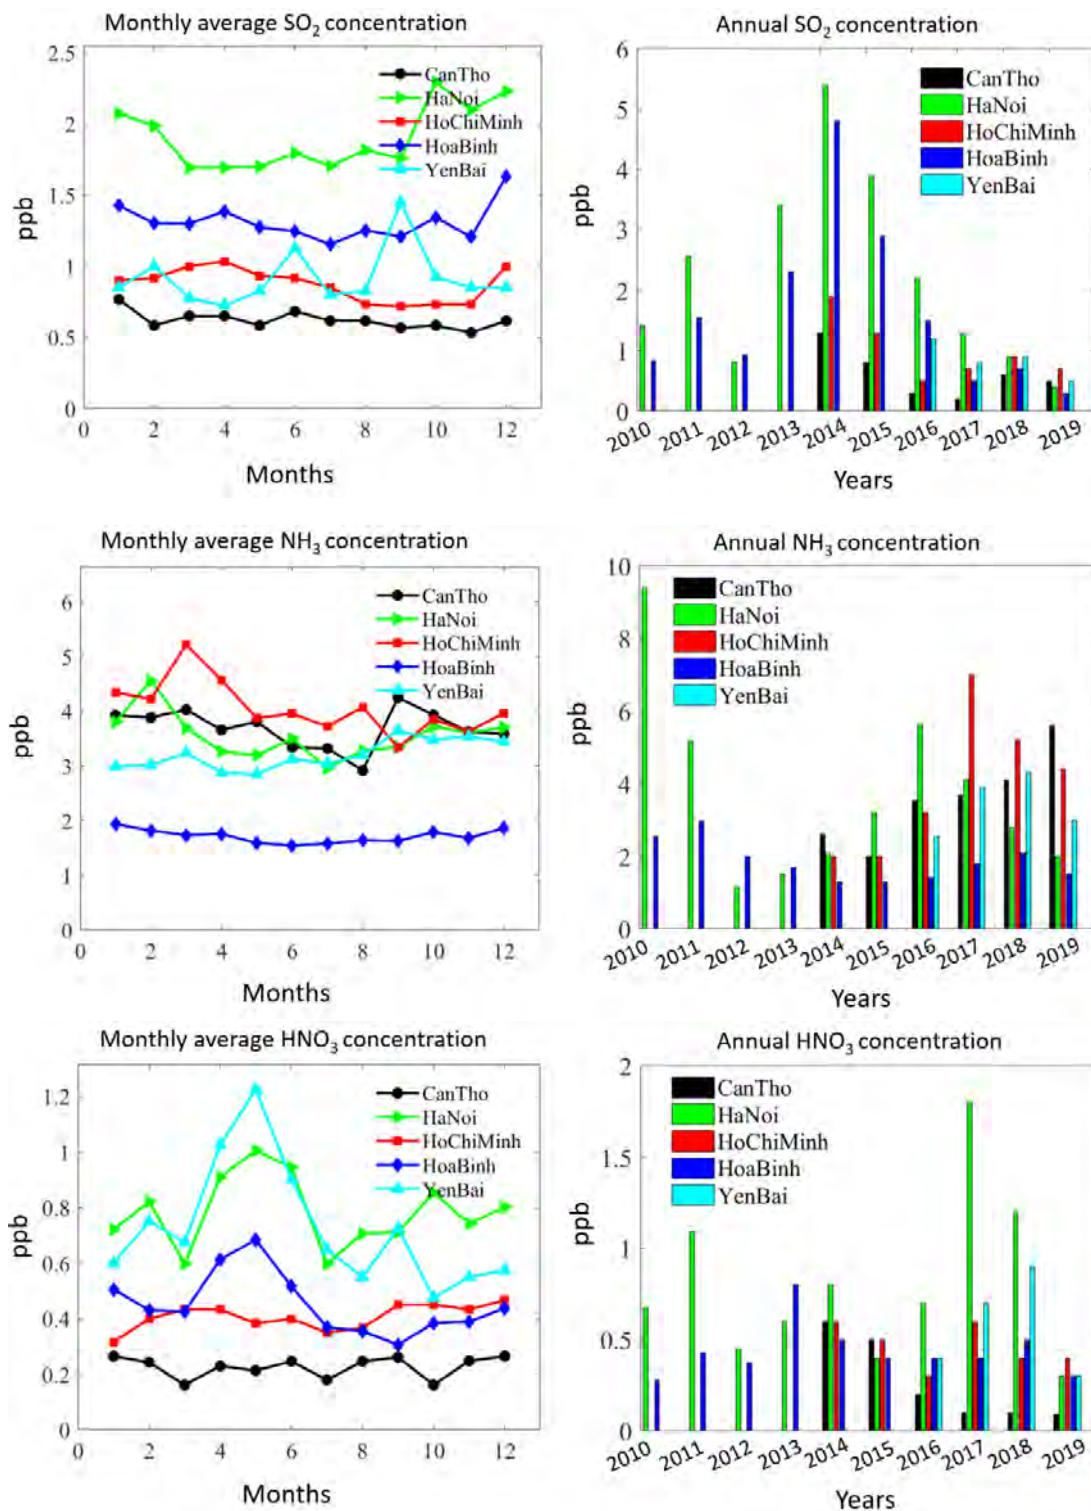 Monthly average SO₂ concentration
2.5
2
1.5
1
0.5
0
ppb
CanTho
HaNoi
HoChiMinh
HoaBinh
YenBai
0 2 4 6 8 10 12
Months
Annual SO₂ concentration
6
5
4
3
2
1
0
ppb
CanTho
HaNoi
HoChiMinh
HoaBinh
YenBai
2010 2011 2012 2013 2014 2015 2016 2017 2018 2019
Years
Monthly average NH₃ concentration
6
5
4
3
2
1
0
ppb
CanTho
HaNoi
HoChiMinh
HoaBinh
YenBai
0 2 4 6 8 10 12
Months
Annual NH₃ concentration
10
8
6
4
2
0
ppb
CanTho
HaNoi
HoChiMinh
HoaBinh
YenBai
2010 2011 2012 2013 2014 2015 2016 2017 2018 2019
Years
Monthly average HNO₃ concentration
1.2
1
0.8
0.6
0.4
0.2
0
ppb
CanTho
HaNoi
HoChiMinh
HoaBinh
YenBai
0 2 4 6 8 10 12
Months
Annual HNO₃ concentration
2
1.5
1
0.5
0
ppb
CanTho
HaNoi
HoChiMinh
HoaBinh
YenBai
2010 2011 2012 2013 2014 2015 2016 2017 2018 2019
Years